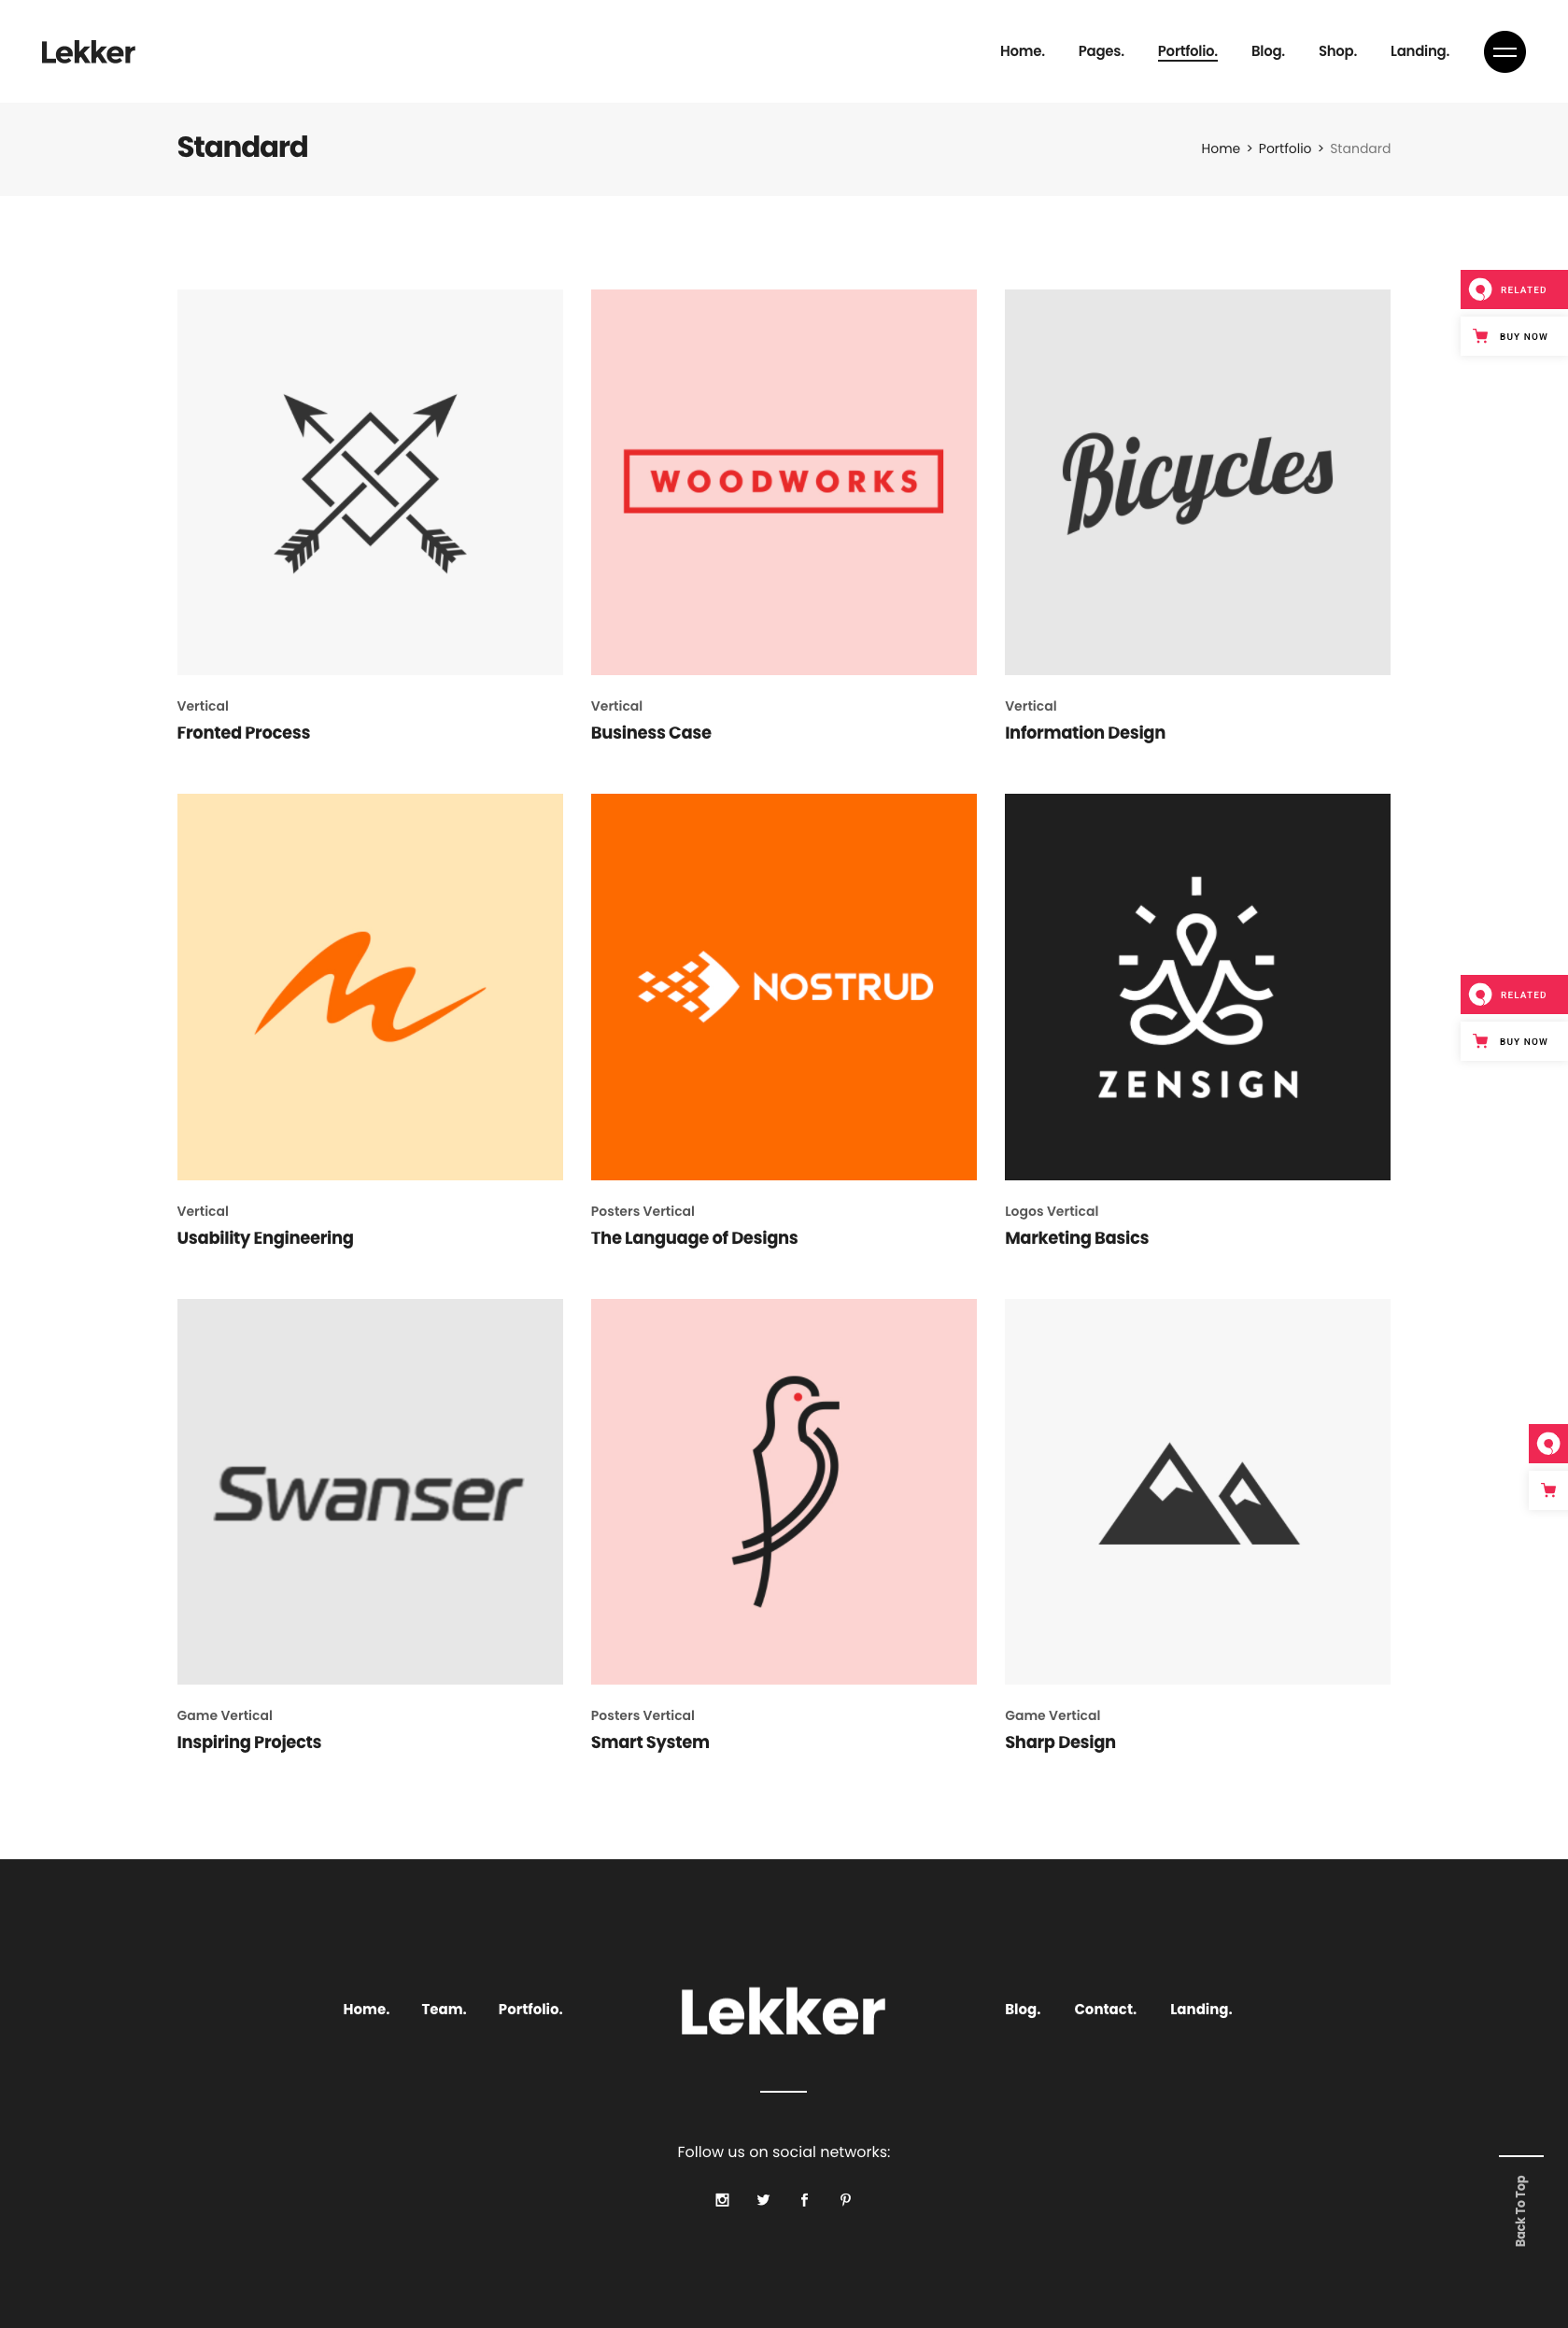 Lekker
Home. Pages. Portfolio. Blog. Shop. Landing.
Standard
Home > Portfolio > Standard
RELATED
BUY NOW
WOODWORKS
Bicycles
Vertical
Fronted Process
Vertical
Business Case
Vertical
Information Design
NOSTRUD
ZENSIGN
RELATED
BUY NOW
Vertical
Usability Engineering
Posters Vertical
The Language of Designs
Logos Vertical
Marketing Basics
Swanser
Game Vertical
Inspiring Projects
Posters Vertical
Smart System
Game Vertical
Sharp Design
Home. Team. Portfolio.
Lekker
Blog. Contact. Landing.
Follow us on social networks:
Back To Top